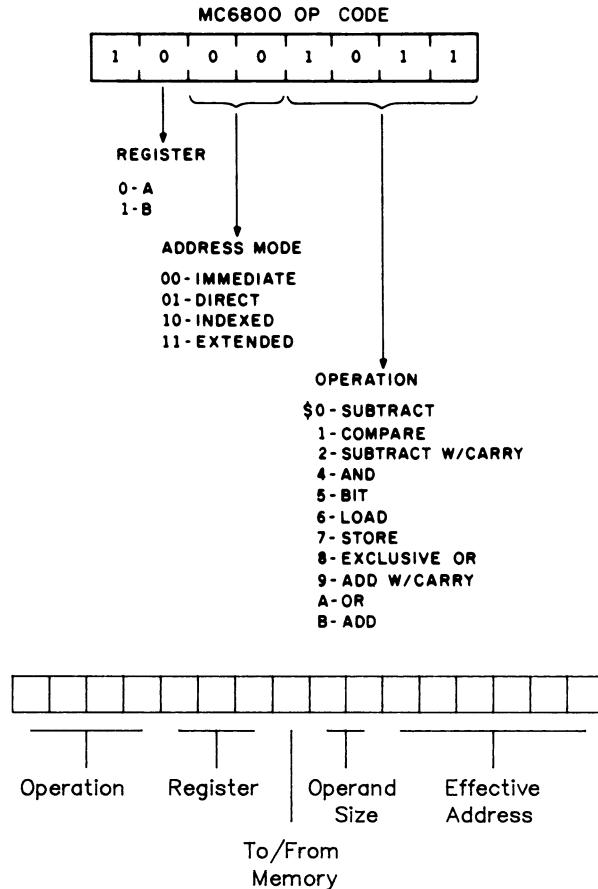 MC6800 OP CODE
1 0 0 0 1 0 1 1
REGISTER
0-A
1-B
ADDRESS MODE
00-IMMEDIATE
01-DIRECT
10-INDEXED
11-EXTENDED
OPERATION
$0-SUBTRACT
1-COMPARE
2-SUBTRACT W/CARRY
4-AND
5-BIT
6-LOAD
7-STORE
8-EXCLUSIVE OR
9-ADD W/CARRY
A-OR
B-ADD
Operation Register Operand Effective
Size Address
To/From
Memory